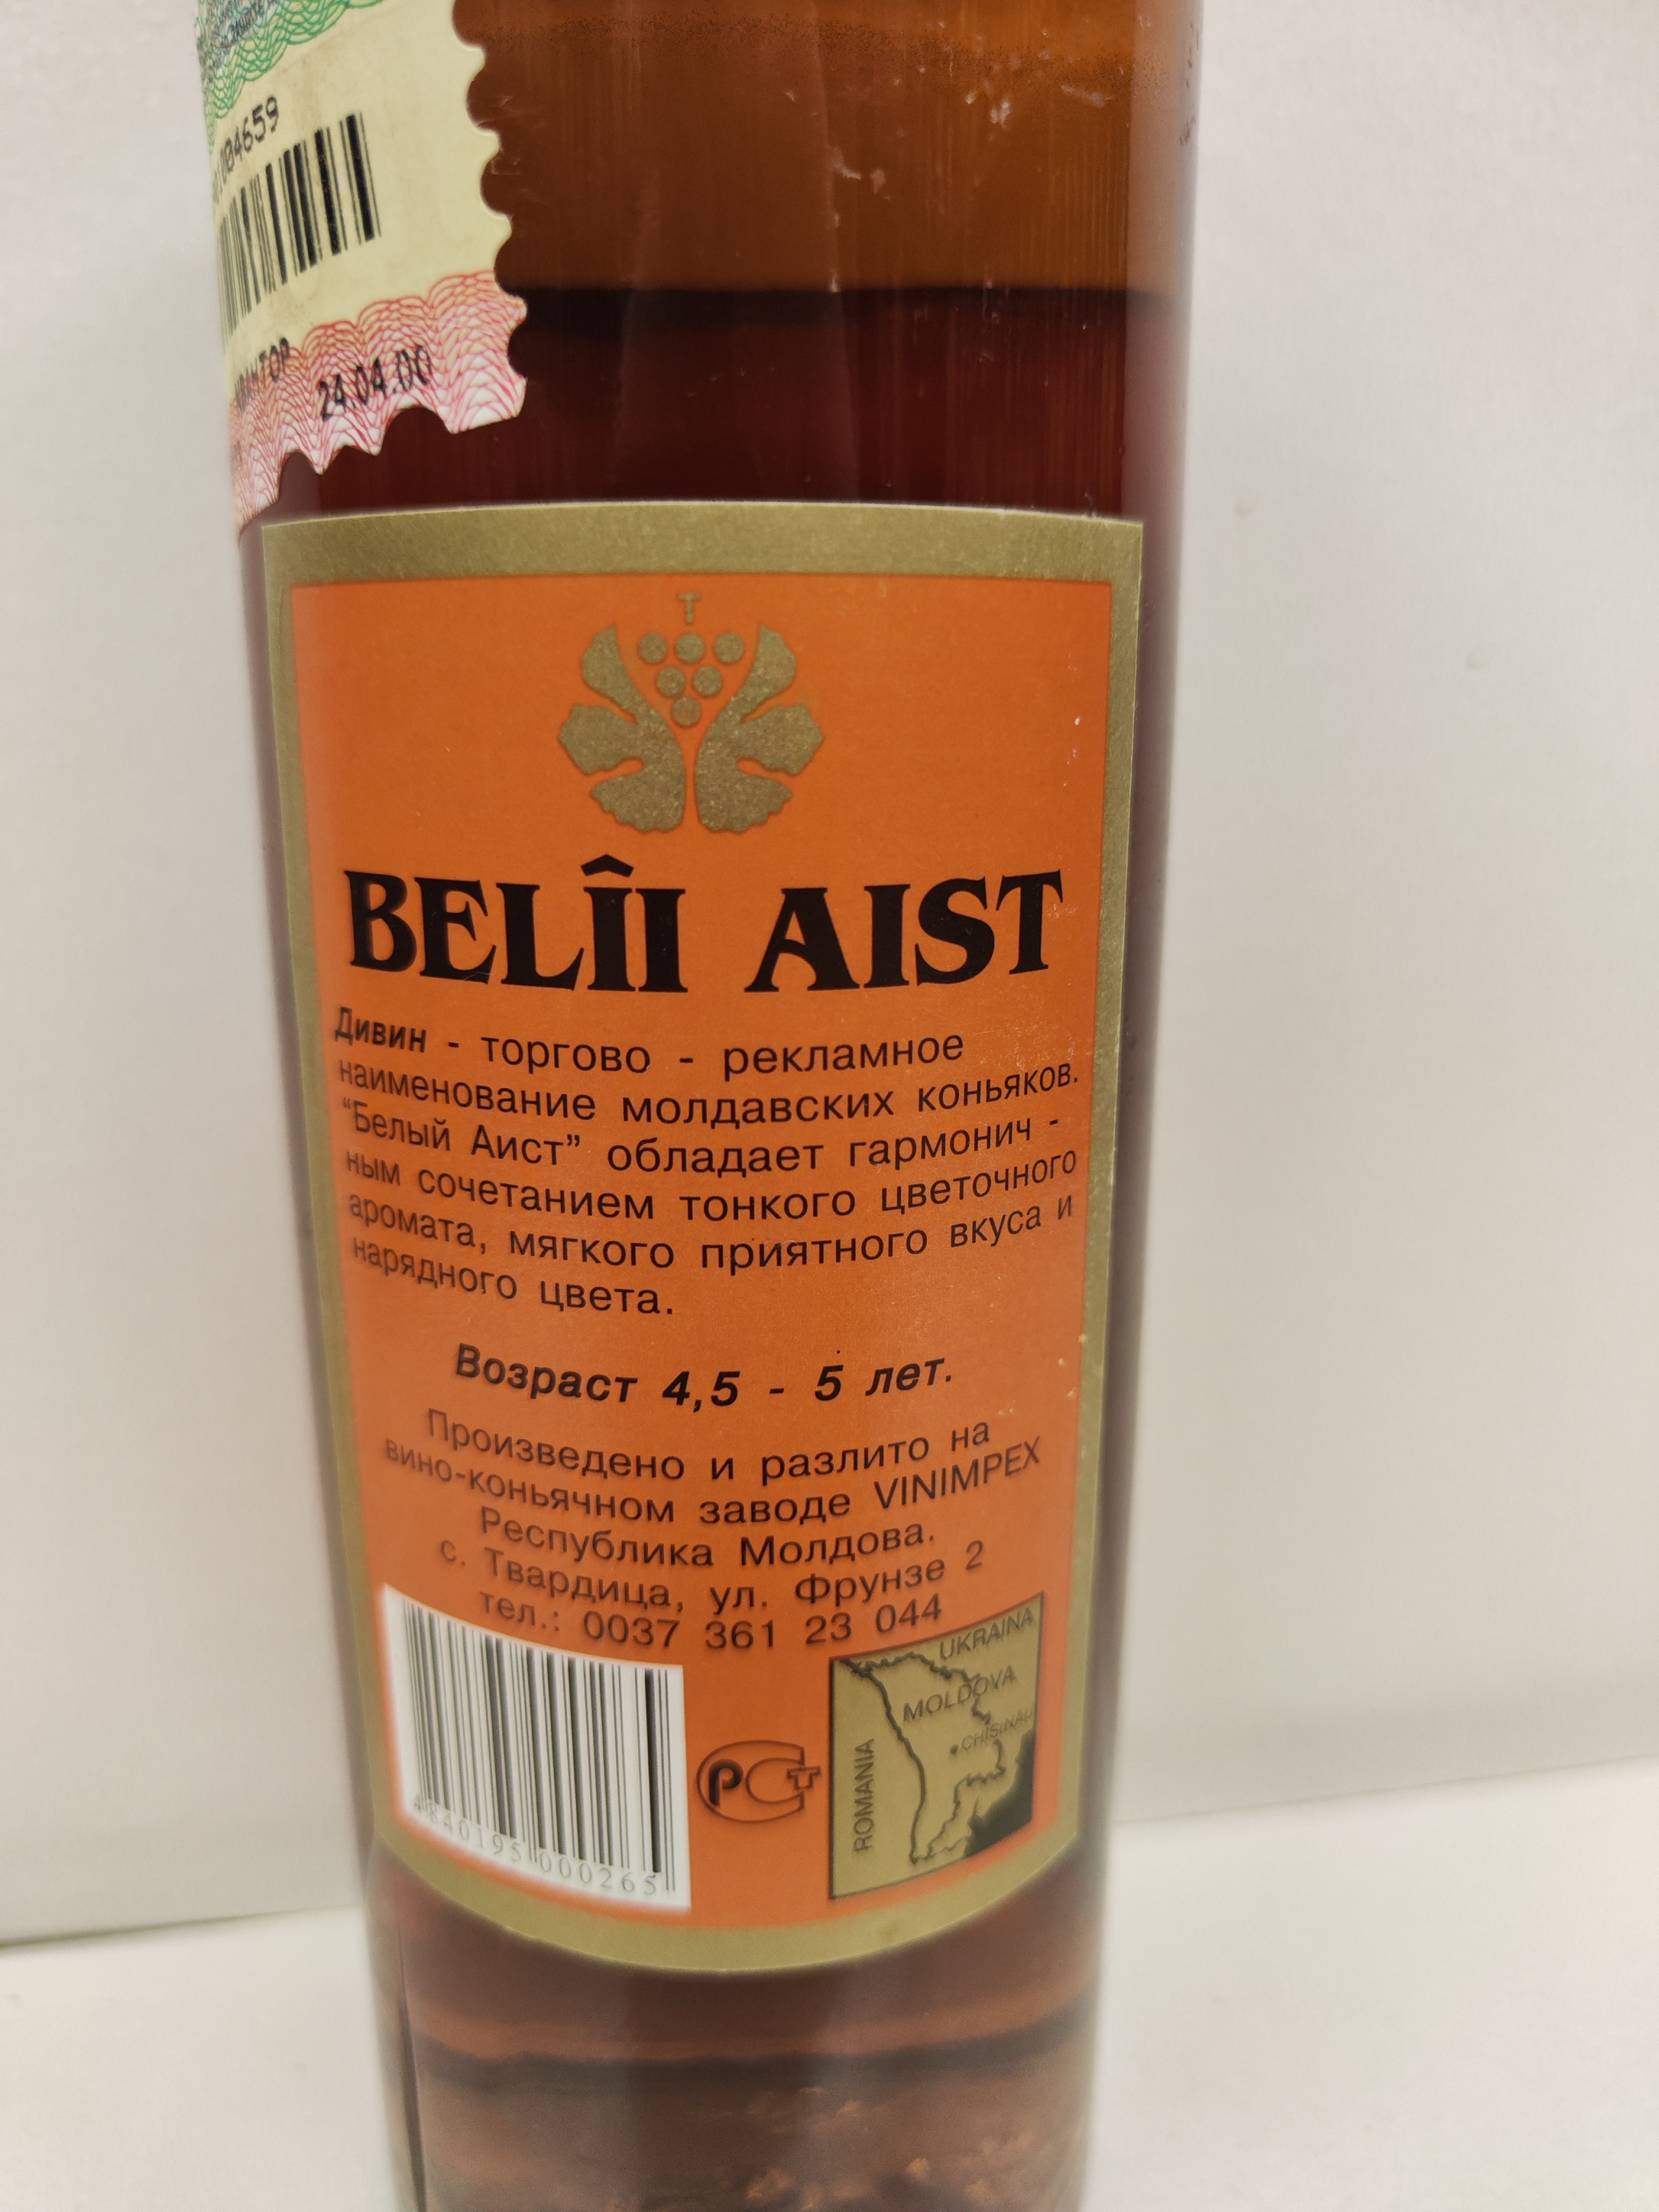 004659
24.04.00
T
BELÎI AIST
Дивин - торгово - рекламное
наименование молдавских коньяков.
“Белый Аист” обладает гармонич -
ным сочетанием тонкого цветочного
аромата, мягкого приятного вкуса и
нарядного цвета.
Возраст 4,5 - 5 лет.
Произведено и разлито на
вино-коньячном заводе VINIMPEX
Республика Молдова.
с. Твардица, ул. Фрунзе 2
тел.: 0037 361 23 044
4840195 000265
РСТ
UKRAINA
MOLDOVA
CHISINAU
ROMANIA